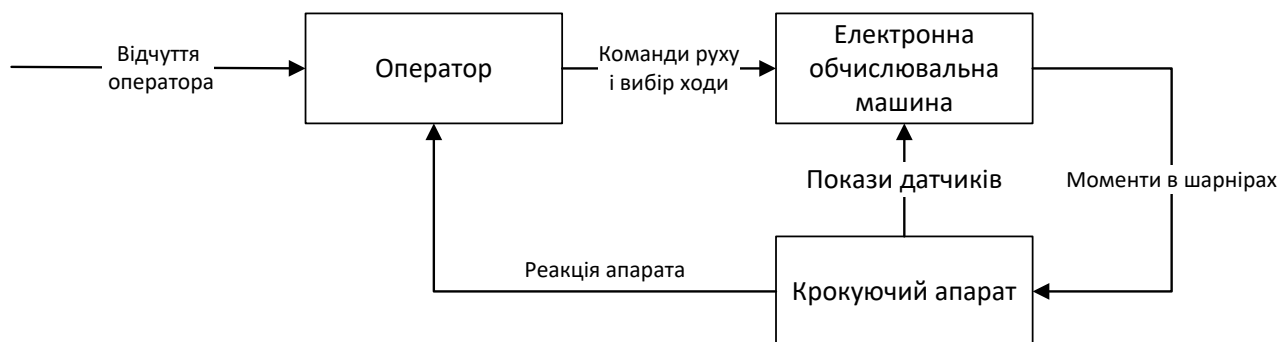 Відчуття
оператора
Оператор
Команди руху
і вибір ходи
Електронна
обчислювальна
машина
Покази датчиків
Моменти в шарнірах
Реакція апарата
Крокуючий апарат